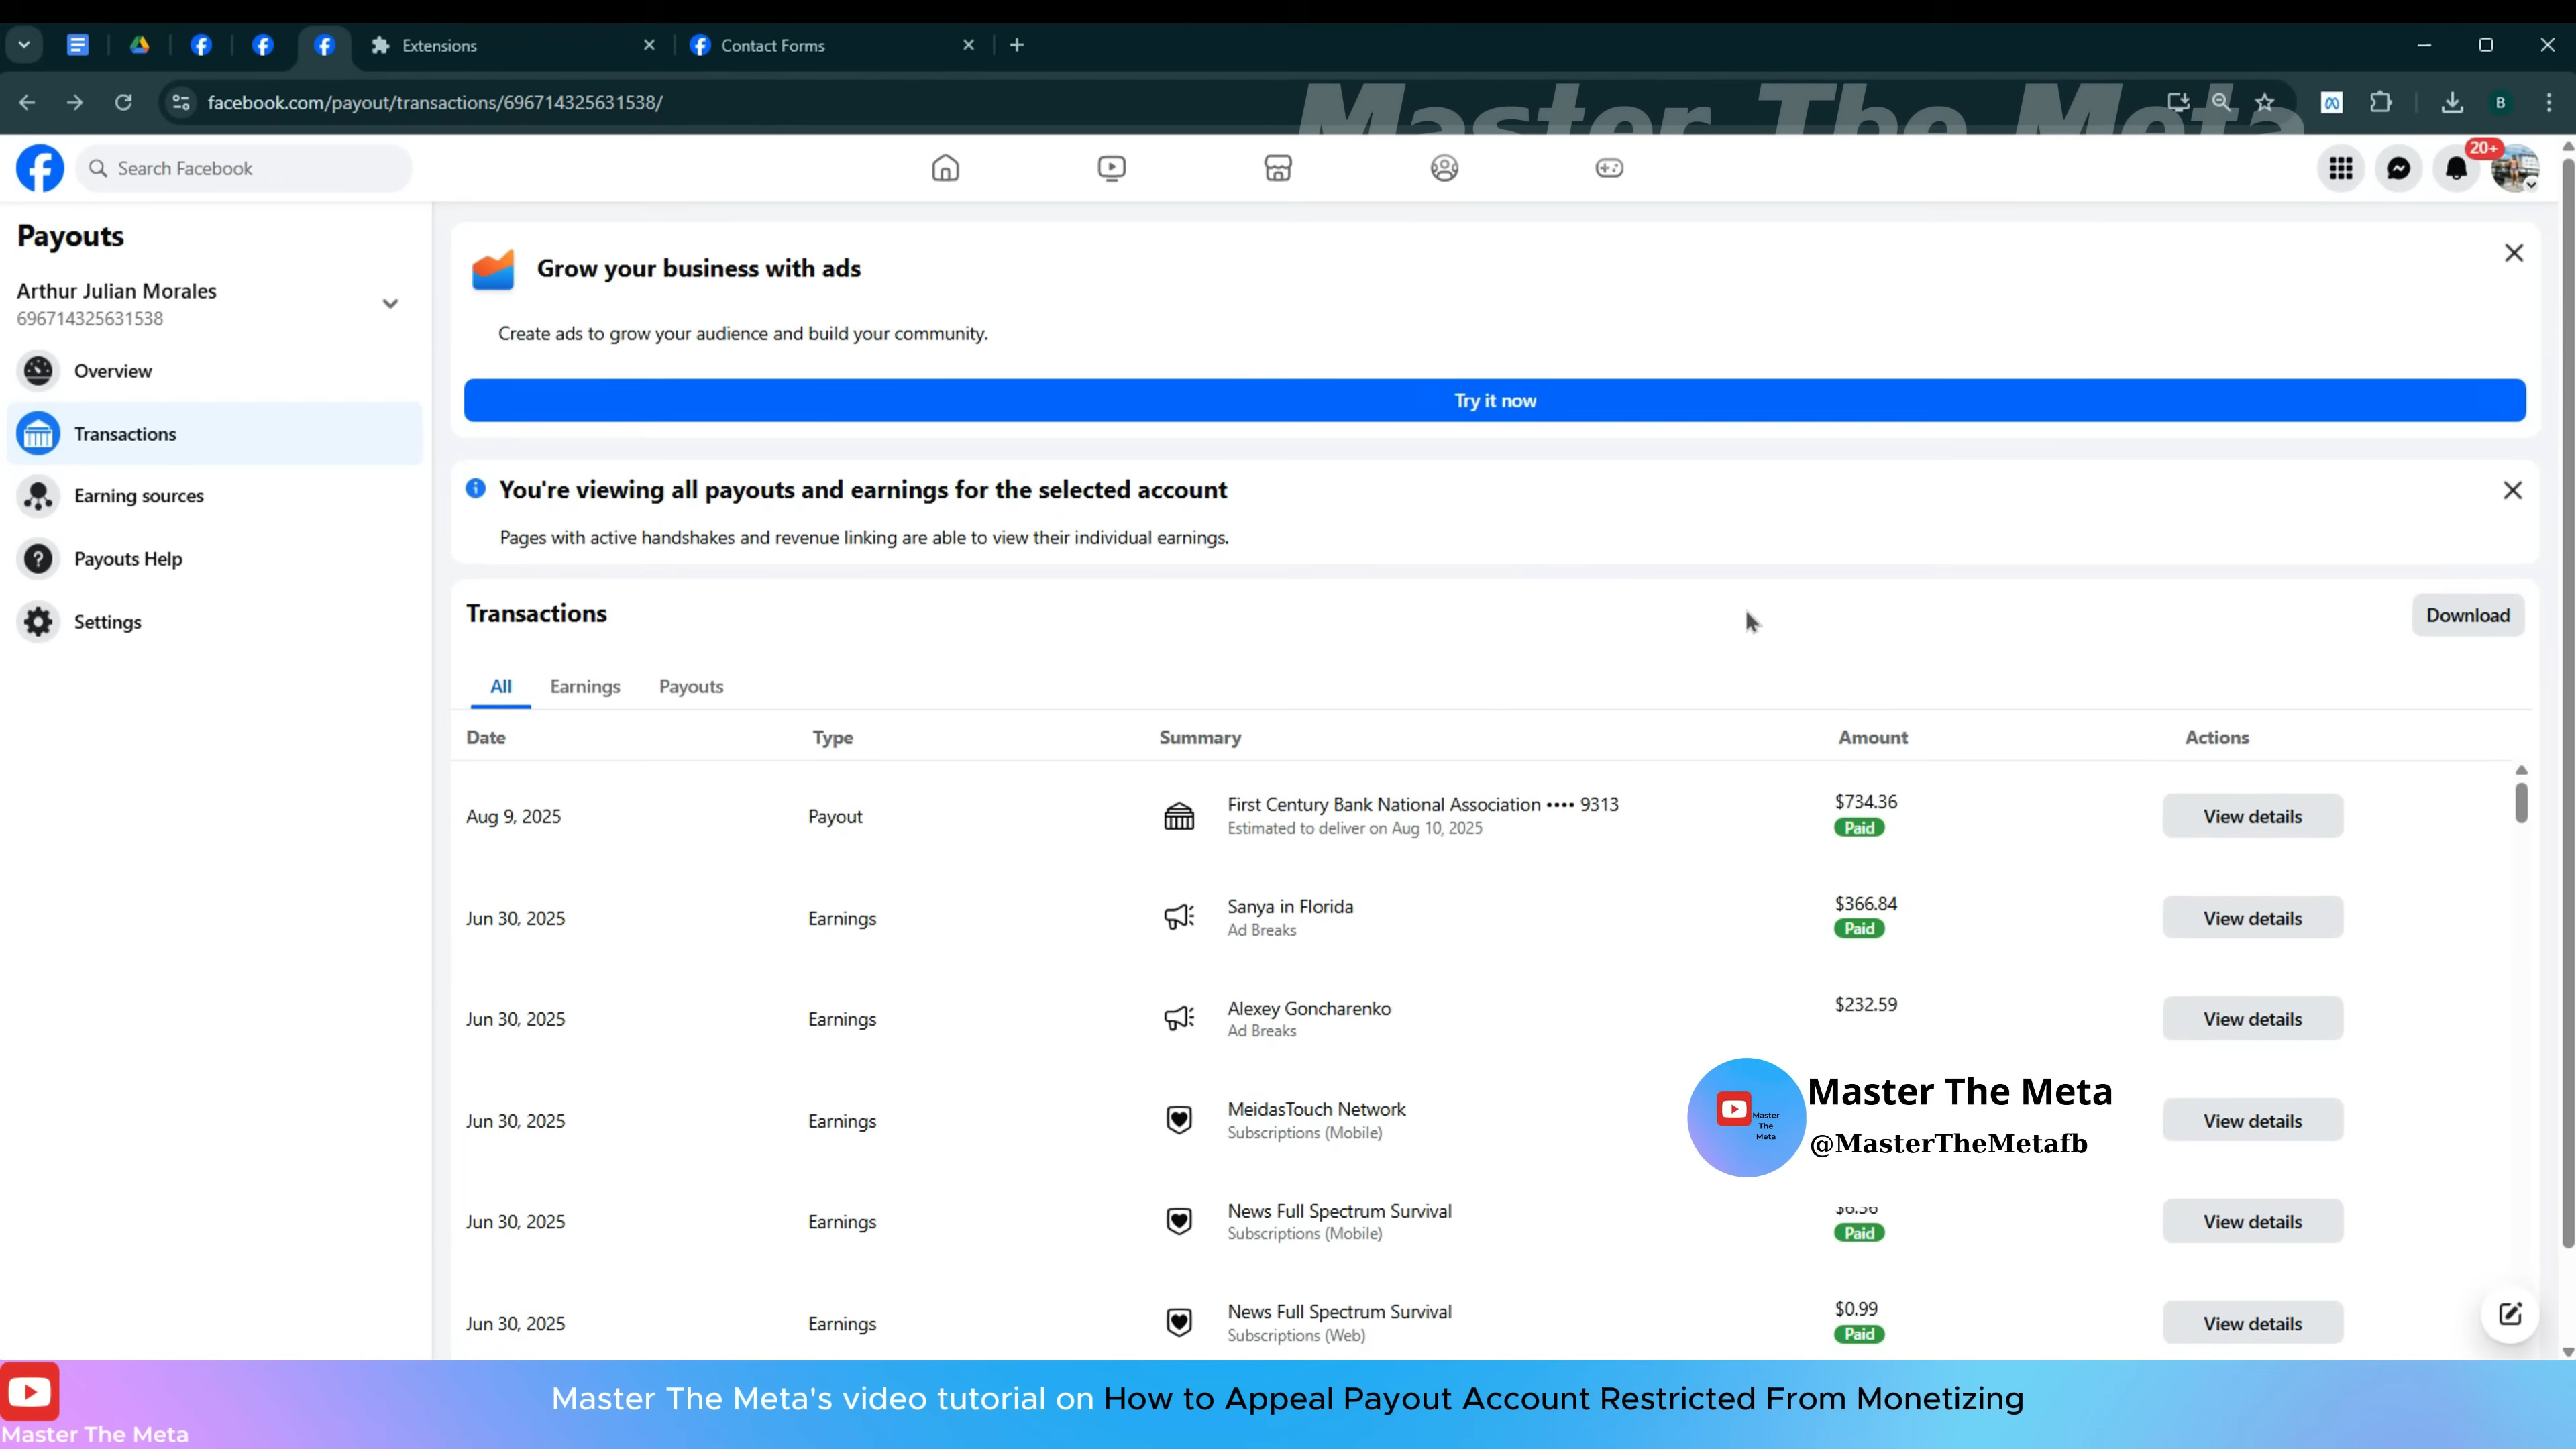 Extensions
Contact Forms
facebook.com/payout/transactions/696714325631538/
Master The Meta
B
Search Facebook
20+
Payouts
Arthur Julian Morales
696714325631538
Overview
Transactions
Earning sources
Payouts Help
Settings
Grow your business with ads
Create ads to grow your audience and build your community.
Try it now
You're viewing all payouts and earnings for the selected account
Pages with active handshakes and revenue linking are able to view their individual earnings.
Transactions
Download
All Earnings Payouts
Date Type Summary Amount Actions
Aug 9, 2025 Payout First Century Bank National Association •••• 9313 $734.36 View details
Estimated to deliver on Aug 10, 2025 Paid
Jun 30, 2025 Earnings Sanya in Florida $366.84 View details
Ad Breaks Paid
Jun 30, 2025 Earnings Alexey Goncharenko $232.59 View details
Ad Breaks
Jun 30, 2025 Earnings MeidasTouch Network View details
Subscriptions (Mobile)
Master The Meta
@MasterTheMetafb
Master
The
Meta
Jun 30, 2025 Earnings News Full Spectrum Survival View details
Subscriptions (Mobile) Paid
Jun 30, 2025 Earnings News Full Spectrum Survival $0.99 View details
Subscriptions (Web) Paid
Master The Meta's video tutorial on How to Appeal Payout Account Restricted From Monetizing
Master The Meta